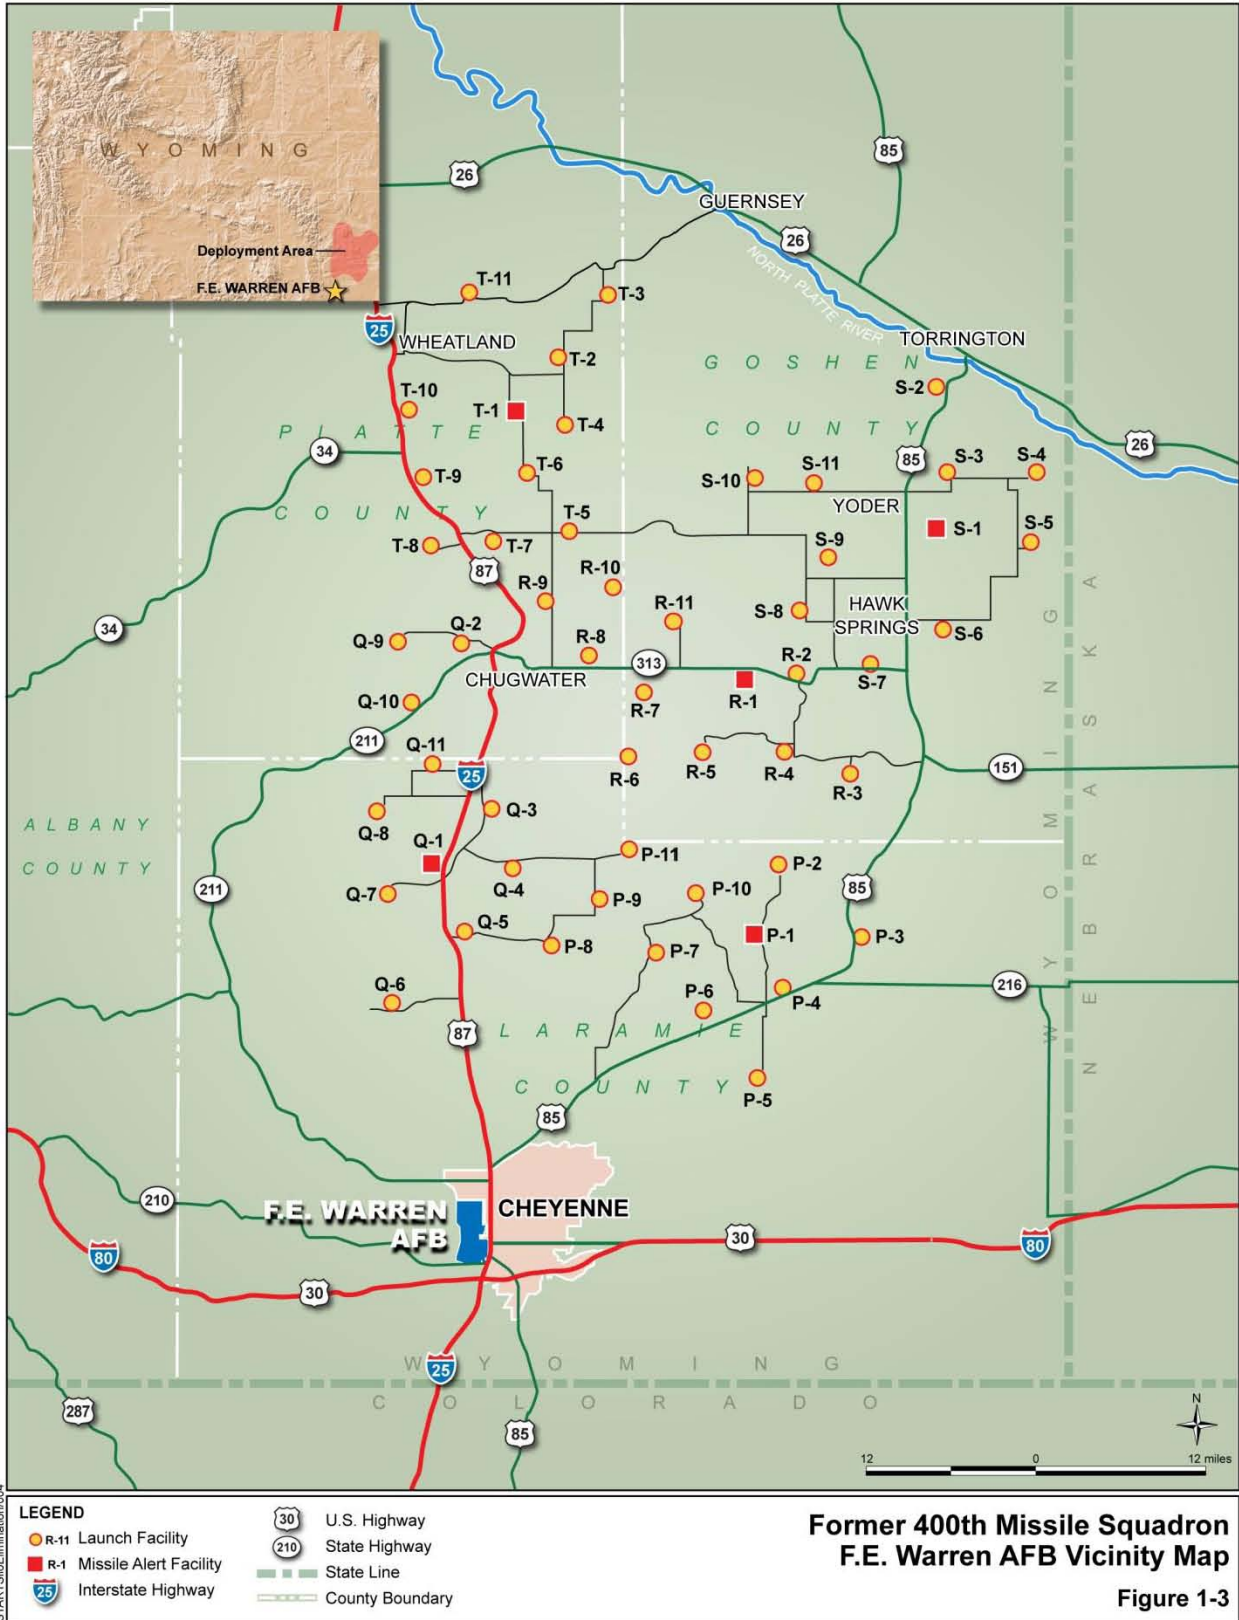 WYOMING
Deployment Area
F.E. WARREN AFB
26
85
GUERNSEY
26
NORTH PLATTE RIVER
T-11
T-3
25
WHEATLAND
TORRINGTON
GOSHEN
COUNTY
T-2
S-2
T-10
T-1
T-4
PLATTE
COUNTY
34
85
26
T-9
T-6
S-10
S-11
S-3
S-4
YODER
T-5
S-1
S-5
T-8
T-7
S-9
87
R-9
R-10
R-11
S-8
HAWK
SPRINGS
S-6
34
Q-9
Q-2
R-8
313
R-2
S-7
CHUGWATER
R-7
R-1
Q-10
211
Q-11
25
R-6
R-5
R-4
R-3
151
Q-8
Q-3
ALBANY
COUNTY
Q-1
P-11
P-2
211
Q-7
Q-4
P-9
P-10
85
Q-5
P-8
P-7
P-1
P-3
Q-6
P-6
P-4
216
87
LARAMIE
COUNTY
P-5
WYOMING
NEBRASKA
85
210
F.E. WARREN
AFB
CHEYENNE
80
30
30
80
25
WYOMING
COLORADO
287
85
N
12 0 12 miles
LEGEND
R-11 Launch Facility
R-1 Missile Alert Facility
25 Interstate Highway
30 U.S. Highway
210 State Highway
State Line
County Boundary
Former 400th Missile Squadron
F.E. Warren AFB Vicinity Map
Figure 1-3